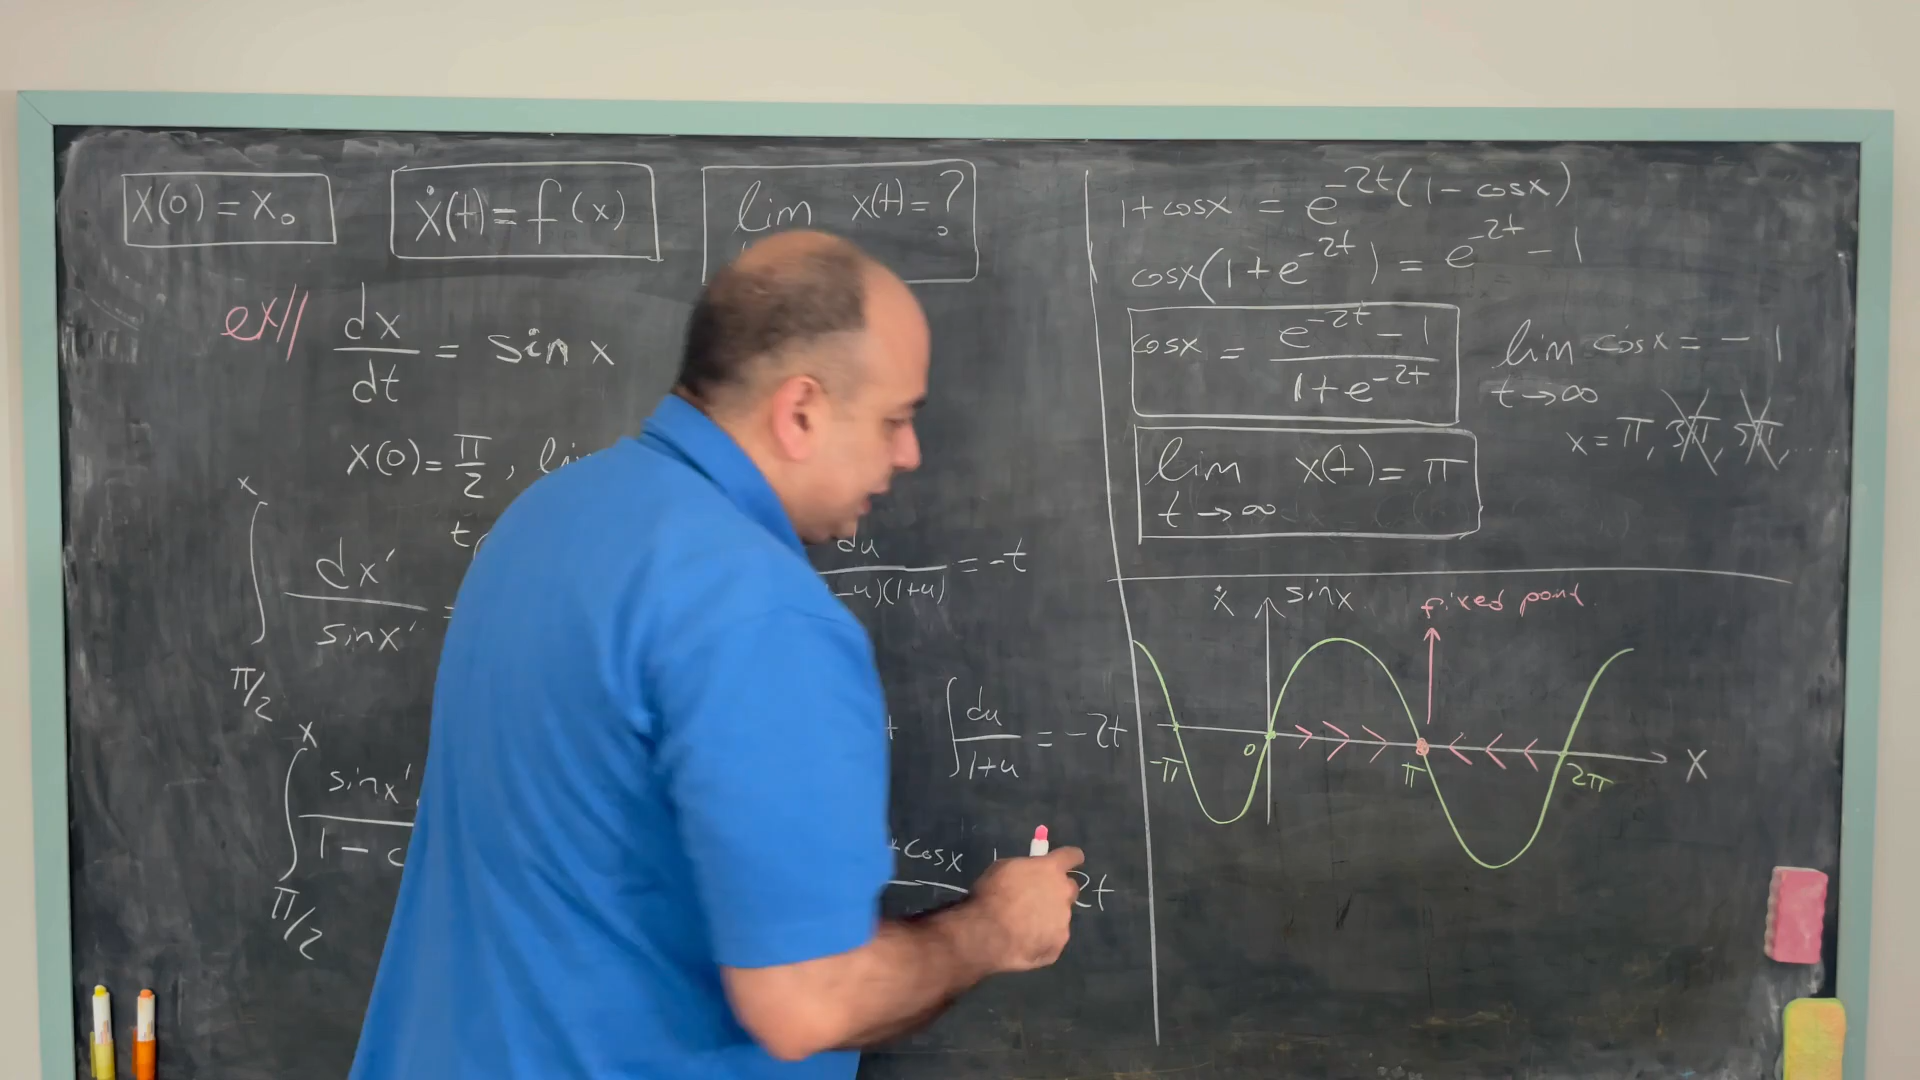 x(0) = x₀
ẋ(t) = f(x)
lim x(t) = ?
ex//
dx/dt = sin x
x(0) = π/2 ,
t
x
∫ dx'/sinx' =
π/2
x
∫ sinx'
1 - c
π/2
du
-u)(1+u) = -t
∫ du/1+u = -2t
cosx
2t
1+cosx = e^-2t (1 - cosx)
cosx(1 + e^-2t) = e^-2t - 1
cosx = e^-2t - 1 / 1 + e^-2t
lim cosx = -1
t→∞
x = π, 3π, 5π, ....
lim x(t) = π
t→∞
ẋ sinx fixed point
-π 0 π 2π X